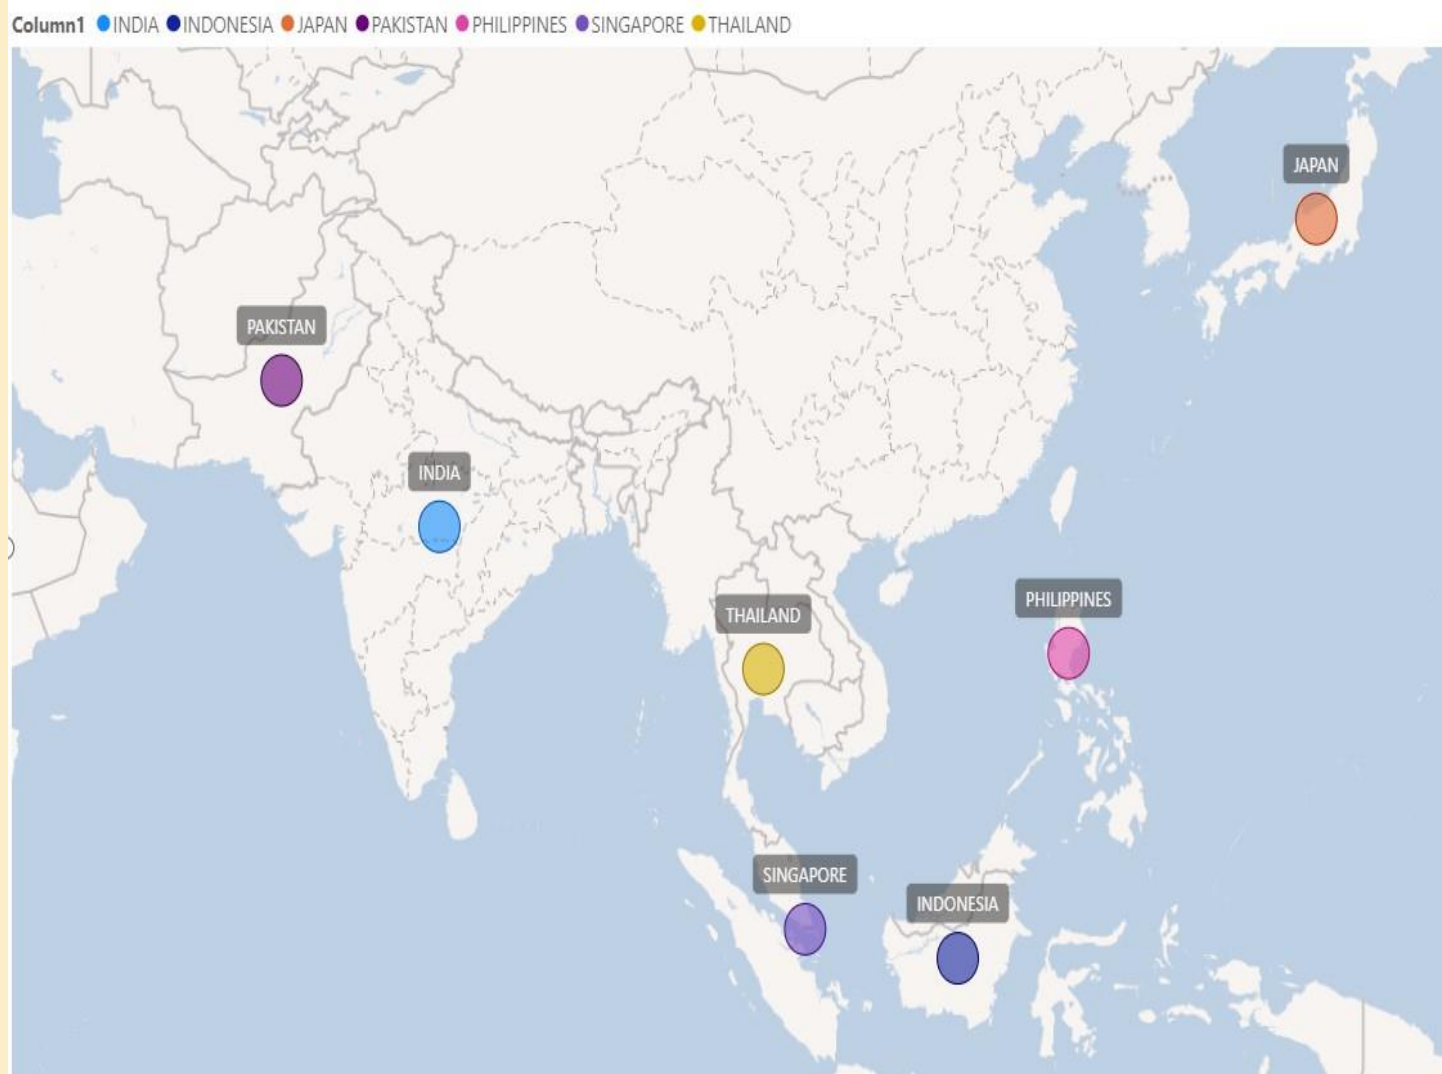 Column1 INDIA INDONESIA JAPAN PAKISTAN PHILIPPINES SINGAPORE THAILAND
JAPAN
PAKISTAN
INDIA
PHILIPPINES
THAILAND
SINGAPORE
INDONESIA